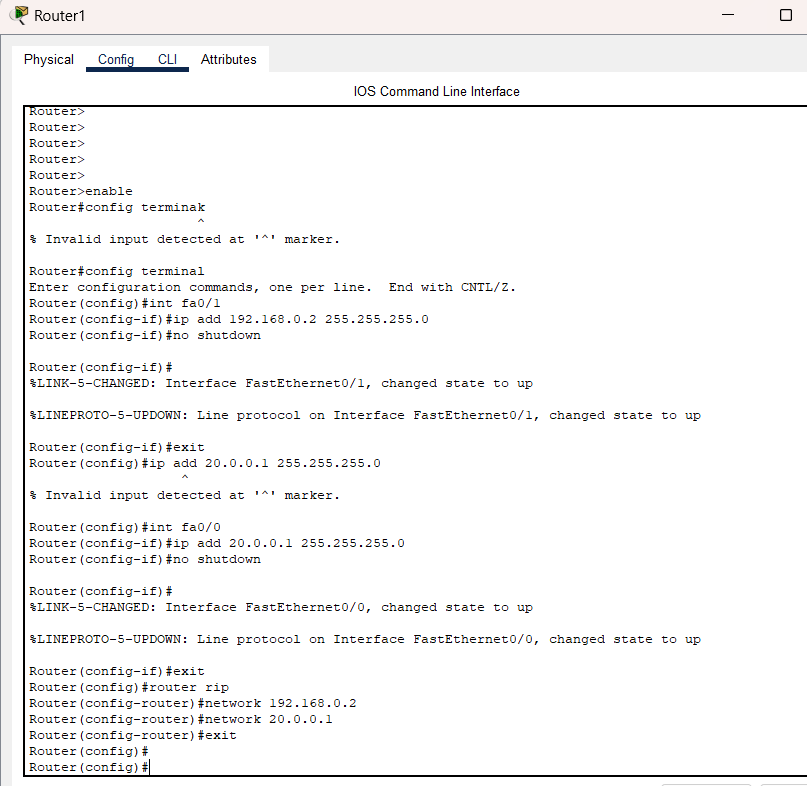 Router1
Physical Config CLI Attributes
IOS Command Line Interface
Router>
Router>
Router>
Router>
Router>
Router>enable
Router#config terminak
^
% Invalid input detected at '^' marker.
Router#config terminal
Enter configuration commands, one per line.  End with CNTL/Z.
Router(config)#int fa0/1
Router(config-if)#ip add 192.168.0.2 255.255.255.0
Router(config-if)#no shutdown
Router(config-if)#
%LINK-5-CHANGED: Interface FastEthernet0/1, changed state to up
%LINEPROTO-5-UPDOWN: Line protocol on Interface FastEthernet0/1, changed state to up
Router(config-if)#exit
Router(config)#ip add 20.0.0.1 255.255.255.0
^
% Invalid input detected at '^' marker.
Router(config)#int fa0/0
Router(config-if)#ip add 20.0.0.1 255.255.255.0
Router(config-if)#no shutdown
Router(config-if)#
%LINK-5-CHANGED: Interface FastEthernet0/0, changed state to up
%LINEPROTO-5-UPDOWN: Line protocol on Interface FastEthernet0/0, changed state to up
Router(config-if)#exit
Router(config)#router rip
Router(config-router)#network 192.168.0.2
Router(config-router)#network 20.0.0.1
Router(config-router)#exit
Router(config)#
Router(config)#